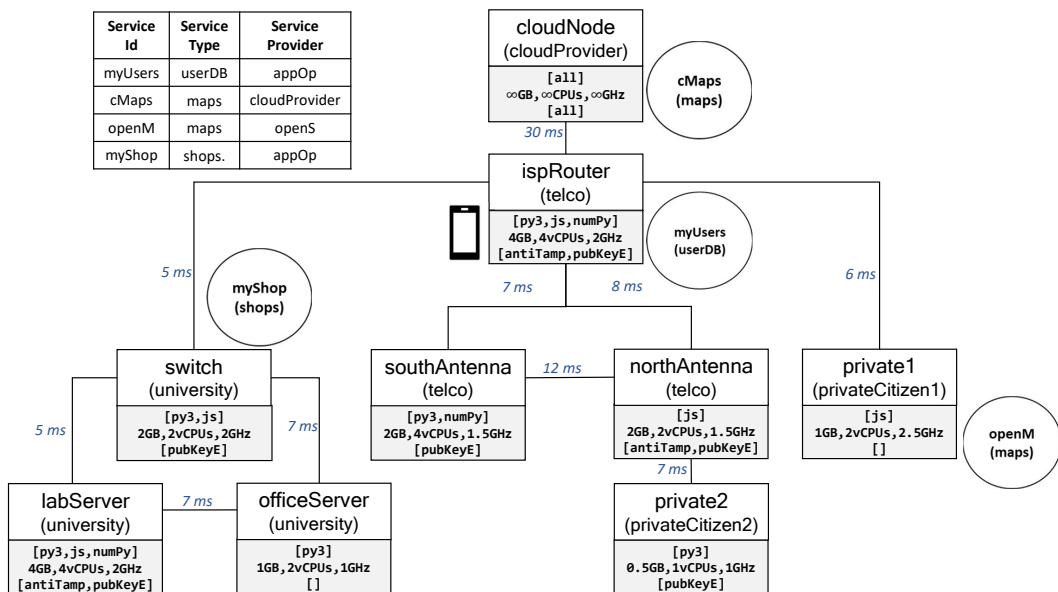 Service Id Service Type Service Provider
myUsers userDB appOp
cMaps maps cloudProvider
openM maps openS
myShop shops. appOp
cloudNode
(cloudProvider)
[all]
∞GB,∞CPUs,∞GHz
[all]
cMaps
(maps)
30 ms
ispRouter
(telco)
[py3,js,numPy]
4GB,4vCPUs,2GHz
[antiTamp,pubKeyE]
myUsers
(userDB)
5 ms
myShop
(shops)
7 ms
8 ms
6 ms
switch
(university)
[py3,js]
2GB,2vCPUs,2GHz
[pubKeyE]
southAntenna
(telco)
[py3,numPy]
2GB,4vCPUs,1.5GHz
[pubKeyE]
12 ms
northAntenna
(telco)
[js]
2GB,2vCPUs,1.5GHz
[antiTamp,pubKeyE]
private1
(privateCitizen1)
[js]
1GB,2vCPUs,2.5GHz
[]
openM
(maps)
5 ms
7 ms
7 ms
labServer
(university)
[py3,js,numPy]
4GB,4vCPUs,2GHz
[antiTamp,pubKeyE]
7 ms
officeServer
(university)
[py3]
1GB,2vCPUs,1GHz
[]
private2
(privateCitizen2)
[py3]
0.5GB,1vCPUs,1GHz
[pubKeyE]